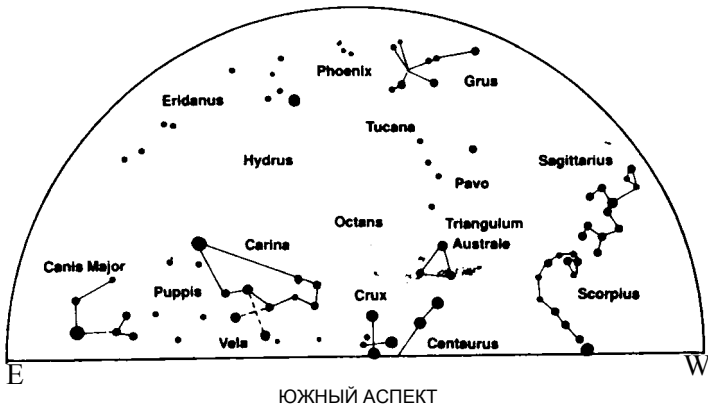 Phoenix
Grus
Eridanus
Tucana
Hydrus
Sagittarius
Pavo
Octans
Triangulum
Australe
Carina
Canis Major
Puppis
Crux
Scorpius
Vela
Centaurus
E
W
ЮЖНЫЙ АСПЕКТ